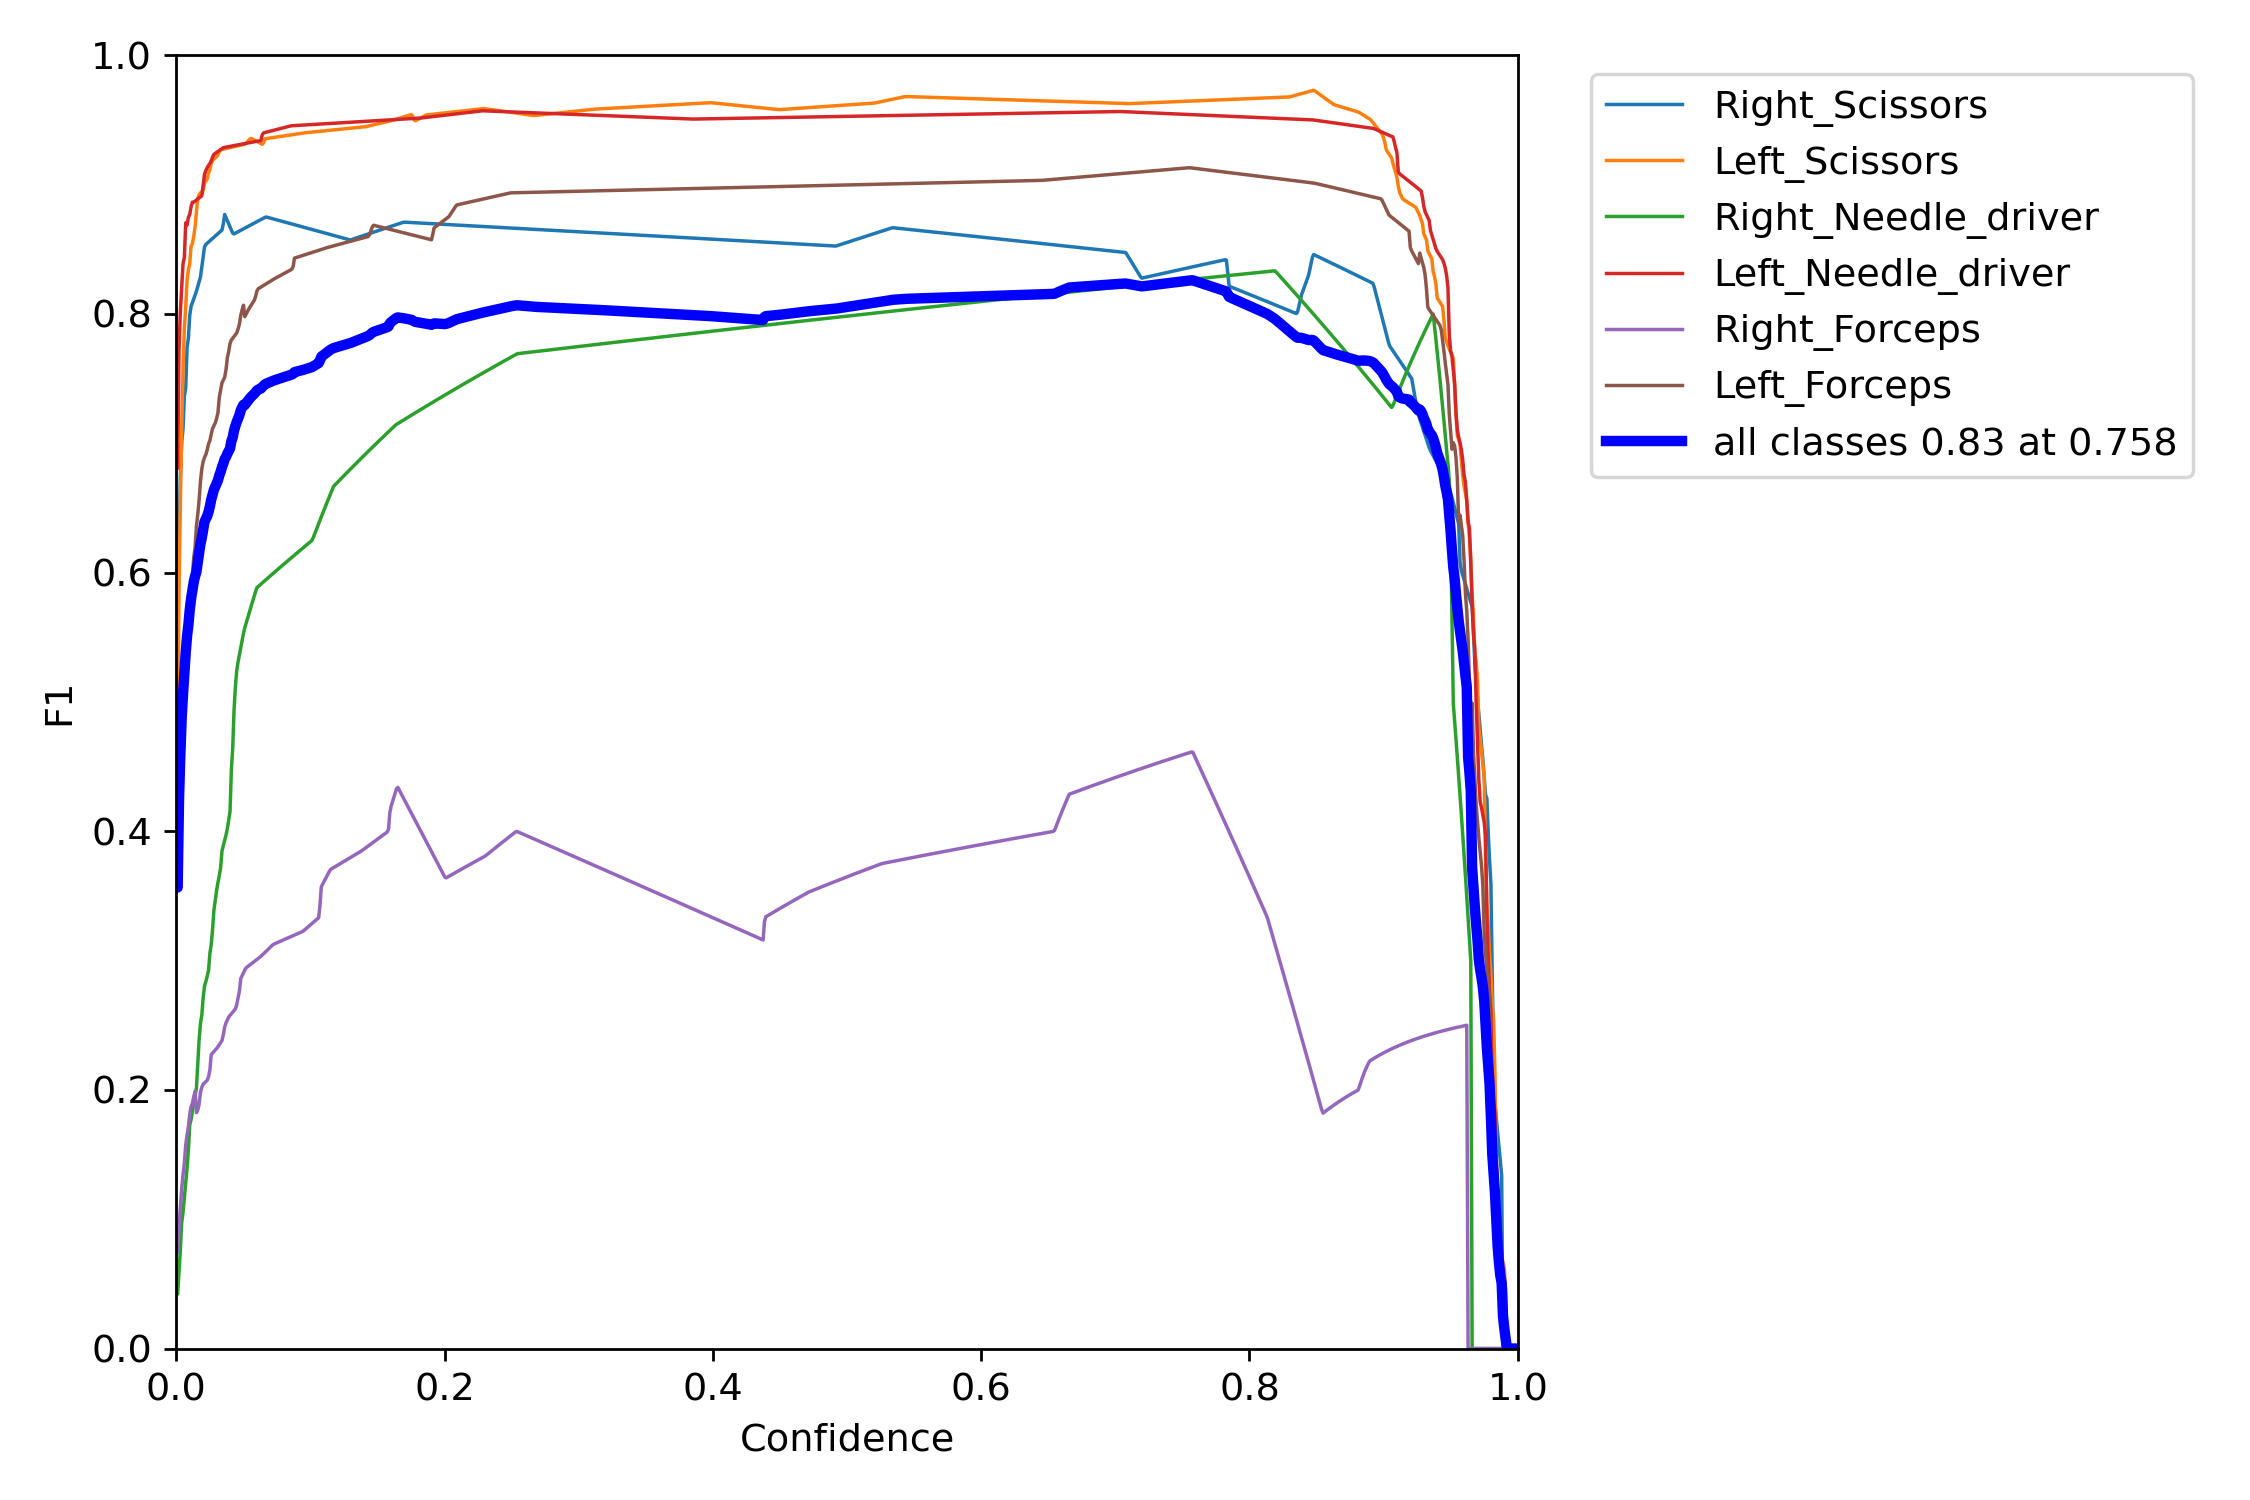 1.0
0.8
0.6
0.4
0.2
0.0
F1
0.0 0.2 0.4 0.6 0.8 1.0
Confidence
Right_Scissors
Left_Scissors
Right_Needle_driver
Left_Needle_driver
Right_Forceps
Left_Forceps
all classes 0.83 at 0.758